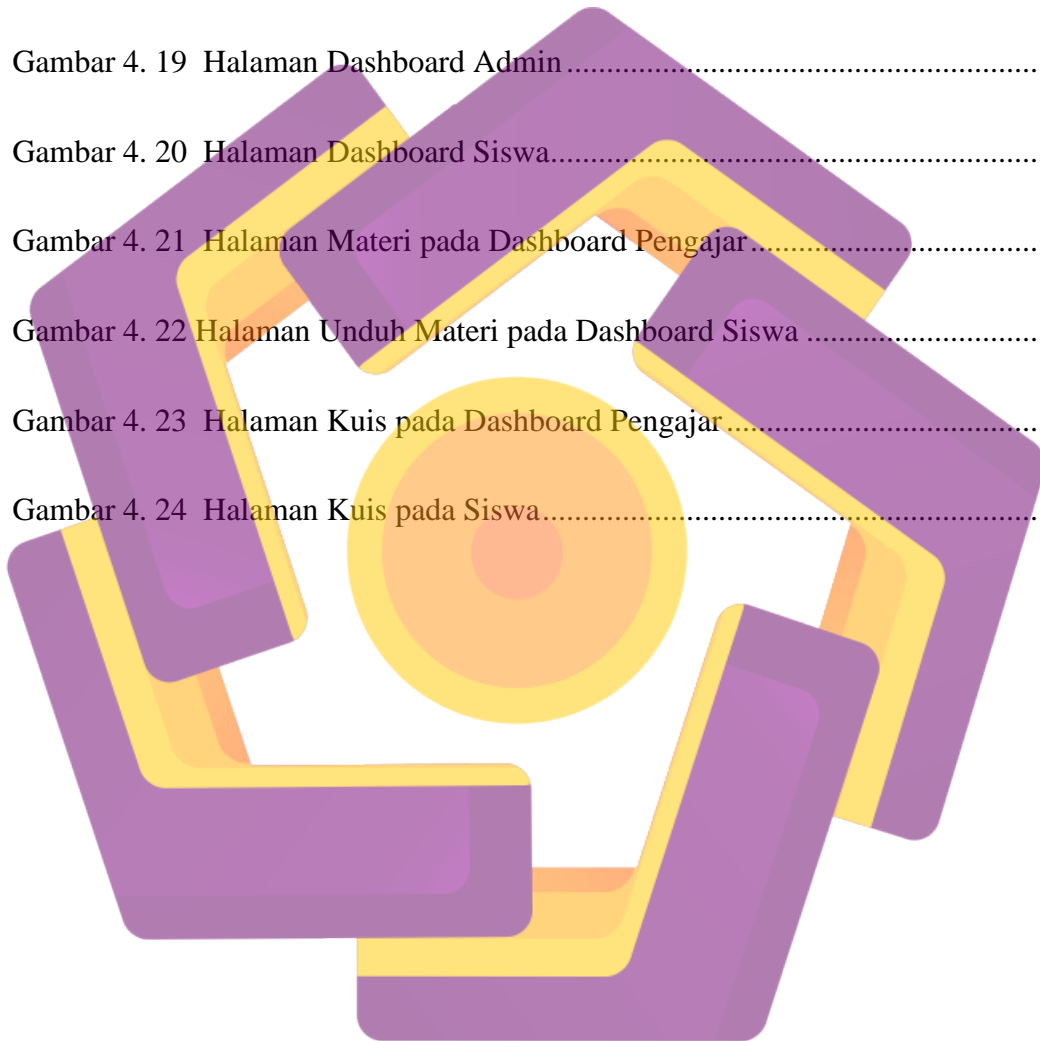 Gambar 4. 19  Halaman Dashboard Admin ..........................................................
Gambar 4. 20  Halaman Dashboard Siswa............................................................
Gambar 4. 21  Halaman Materi pada Dashboard Pengajar ....................................
Gambar 4. 22 Halaman Unduh Materi pada Dashboard Siswa .............................
Gambar 4. 23  Halaman Kuis pada Dashboard Pengajar .......................................
Gambar 4. 24  Halaman Kuis pada Siswa..............................................................